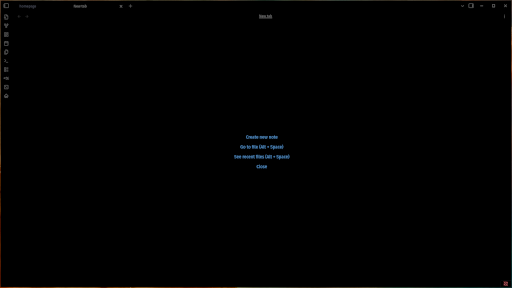 Homepage
New tab
New tab
Create new note
Go to file (Alt + Space)
See recent files (Alt + Space)
Close